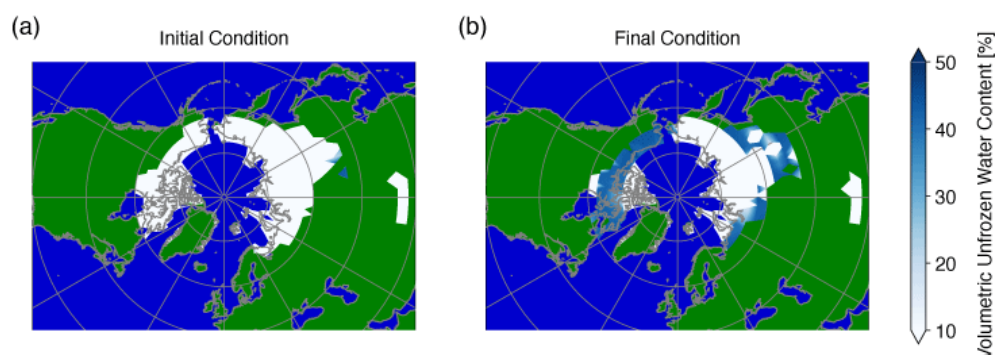 (a)
Initial Condition
(b)
Final Condition
50
40
30
20
10
Volumetric Unfrozen Water Content [%]